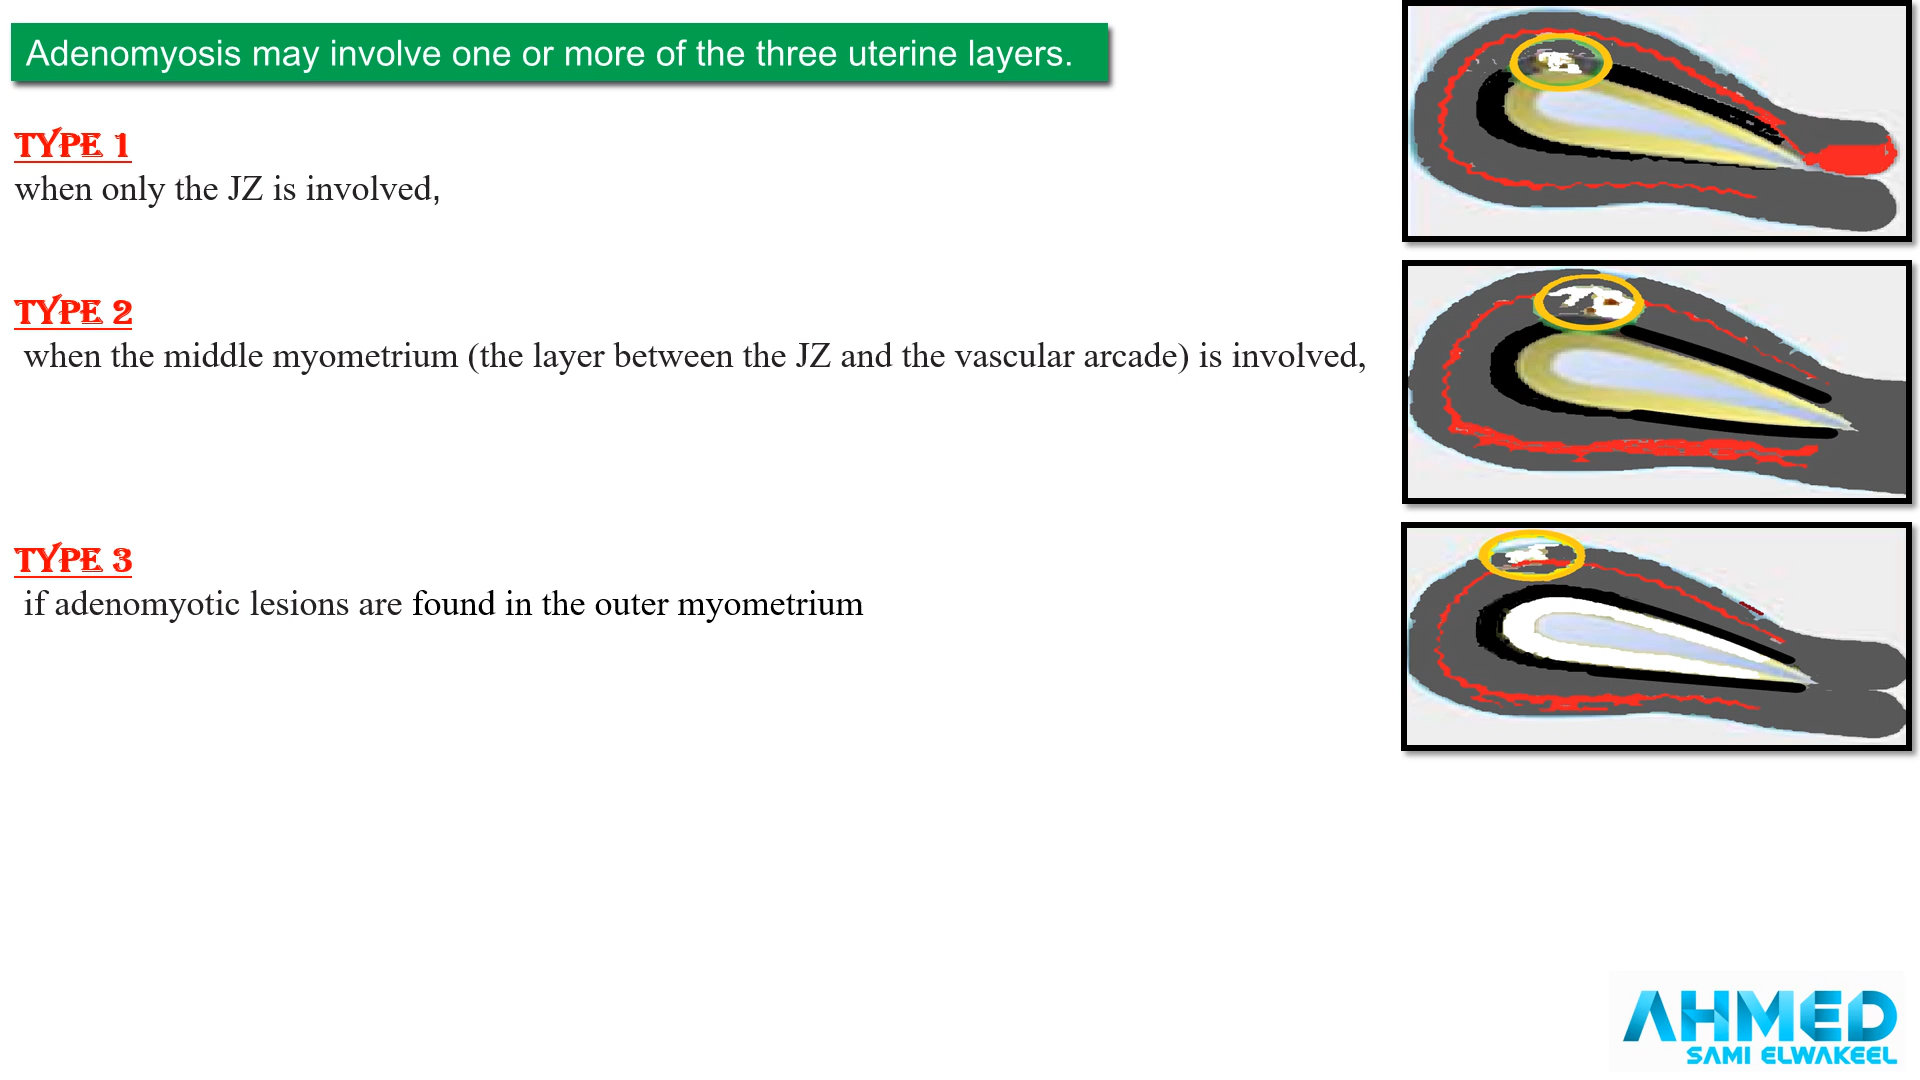 Adenomyosis may involve one or more of the three uterine layers.
TYPE 1
when only the JZ is involved,
TYPE 2
when the middle myometrium (the layer between the JZ and the vascular arcade) is involved,
TYPE 3
if adenomyotic lesions are found in the outer myometrium
AHMED
SAMI ELWAKEEL